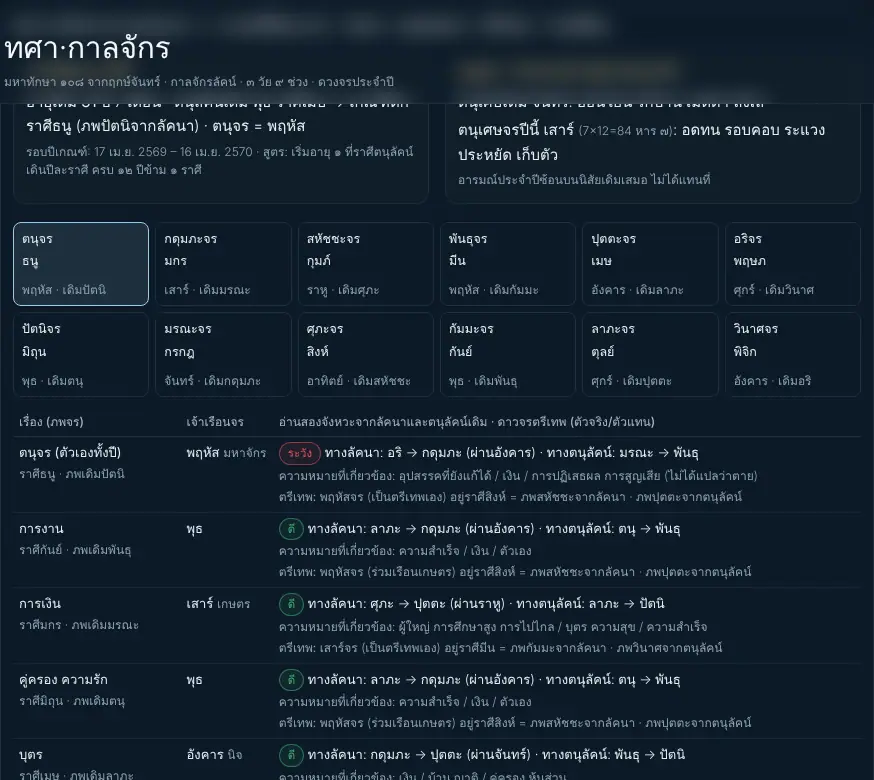 ทศา·กาลจักร
มหาทักษา ๑๐๘ จากฤกษ์จันทร์ · กาลจักรลัคน์ · ๓ วัย ๙ ช่วง · ดวงจรประจำปี
ราศีธนู (ภพปัตนิจากลัคนา) · ตนุจร = พฤหัส
รอบปีเกณฑ์: 17 เม.ย. 2569 – 16 เม.ย. 2570 · สูตร: เริ่มอายุ ๑ ที่ราศีตนุลัคน์
เดินปีละราศี ครบ ๑๒ ปีข้าม ๑ ราศี
ตนุเศษจรปีนี้ เสาร์ (7×12=84 หาร ๗): อดทน รอบคอบ ระแวง
ประหยัด เก็บตัว
อารมณ์ประจำปีซ้อนบนนิสัยเดิมเสมอ ไม่ได้แทนที่
ตนุจร
ธนู
พฤหัส · เดิมปัตนิ
กดุมภะจร
มกร
เสาร์ · เดิมมรณะ
สหัชชะจร
กุมภ์
ราหู · เดิมศุภะ
พันธุจร
มีน
พฤหัส · เดิมกัมมะ
ปุตตะจร
เมษ
อังคาร · เดิมลาภะ
อริจร
พฤษภ
ศุกร์ · เดิมวินาศ
ปัตนิจร
มิถุน
พุธ · เดิมตนุ
มรณะจร
กรกฎ
จันทร์ · เดิมกดุมภะ
ศุภะจร
สิงห์
อาทิตย์ · เดิมสหัชชะ
กัมมะจร
กันย์
พุธ · เดิมพันธุ
ลาภะจร
ตุลย์
ศุกร์ · เดิมปุตตะ
วินาศจร
พิจิก
อังคาร · เดิมอริ
เรื่อง (ภพจร) เจ้าเรือนจร อ่านสองจังหวะจากลัคนาและตนุลัคน์เดิม · ดาวจรตรีเทพ (ตัวจริง/ตัวแทน)
ตนุจร (ตัวเองทั้งปี) พฤหัส มหาจักร ระวัง ทางลัคนา: อริ → กดุมภะ (ผ่านอังคาร) · ทางตนุลัคน์: มรณะ → พันธุ
ราศีธนู · ภพเดิมปัตนิ ความหมายที่เกี่ยวข้อง: อุปสรรคที่ยังแก้ได้ / เงิน / การปฏิเสธผล การสูญเสีย (ไม่ได้แปลว่าตาย)
ตรีเทพ: พฤหัสจร (เป็นตรีเทพเอง) อยู่ราศีสิงห์ = ภพสหัชชะจากลัคนา · ภพปุตตะจากตนุลัคน์
การงาน พุธ ดี ทางลัคนา: ลาภะ → กดุมภะ (ผ่านอังคาร) · ทางตนุลัคน์: ตนุ → พันธุ
ราศีกันย์ · ภพเดิมพันธุ ความหมายที่เกี่ยวข้อง: ความสำเร็จ / เงิน / ตัวเอง
ตรีเทพ: พฤหัสจร (ร่วมเรือนเกษตร) อยู่ราศีสิงห์ = ภพสหัชชะจากลัคนา · ภพปุตตะจากตนุลัคน์
การเงิน เสาร์ เกษตร ดี ทางลัคนา: ศุภะ → ปุตตะ (ผ่านราหู) · ทางตนุลัคน์: ลาภะ → ปัตนิ
ราศีมกร · ภพเดิมมรณะ ความหมายที่เกี่ยวข้อง: ผู้ใหญ่ การศึกษาสูง การไปไกล / บุตร ความสุข / ความสำเร็จ
ตรีเทพ: เสาร์จร (เป็นตรีเทพเอง) อยู่ราศีมีน = ภพกัมมะจากลัคนา · ภพวินาศจากตนุลัคน์
คู่ครอง ความรัก พุธ ดี ทางลัคนา: ลาภะ → กดุมภะ (ผ่านอังคาร) · ทางตนุลัคน์: ตนุ → พันธุ
ราศีมิถุน · ภพเดิมตนุ ความหมายที่เกี่ยวข้อง: ความสำเร็จ / เงิน / ตัวเอง
ตรีเทพ: พฤหัสจร (ร่วมเรือนเกษตร) อยู่ราศีสิงห์ = ภพสหัชชะจากลัคนา · ภพปุตตะจากตนุลัคน์
บุตร อังคาร นิจ ดี ทางลัคนา: กดุมภะ → ปุตตะ (ผ่านจันทร์) · ทางตนุลัคน์: พันธุ → ปัตนิ
ราศีเมษ · ภพเดิมลาภะ ความหมายที่เกี่ยวข้อง: เงิน / บ้าน ญาติ / คู่ครอง หุ้นส่วน